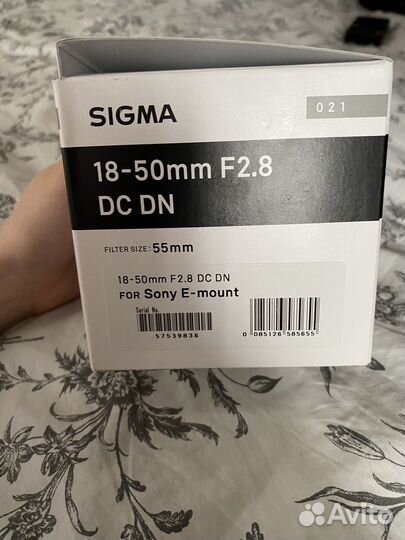 SIGMA
021
18-50mm F2.8
DC DN
FILTER SIZE: 55mm
18-50mm F2.8 DC DN
FOR Sony E-mount
Serial No.
57539836
0 085126 585655
Avito